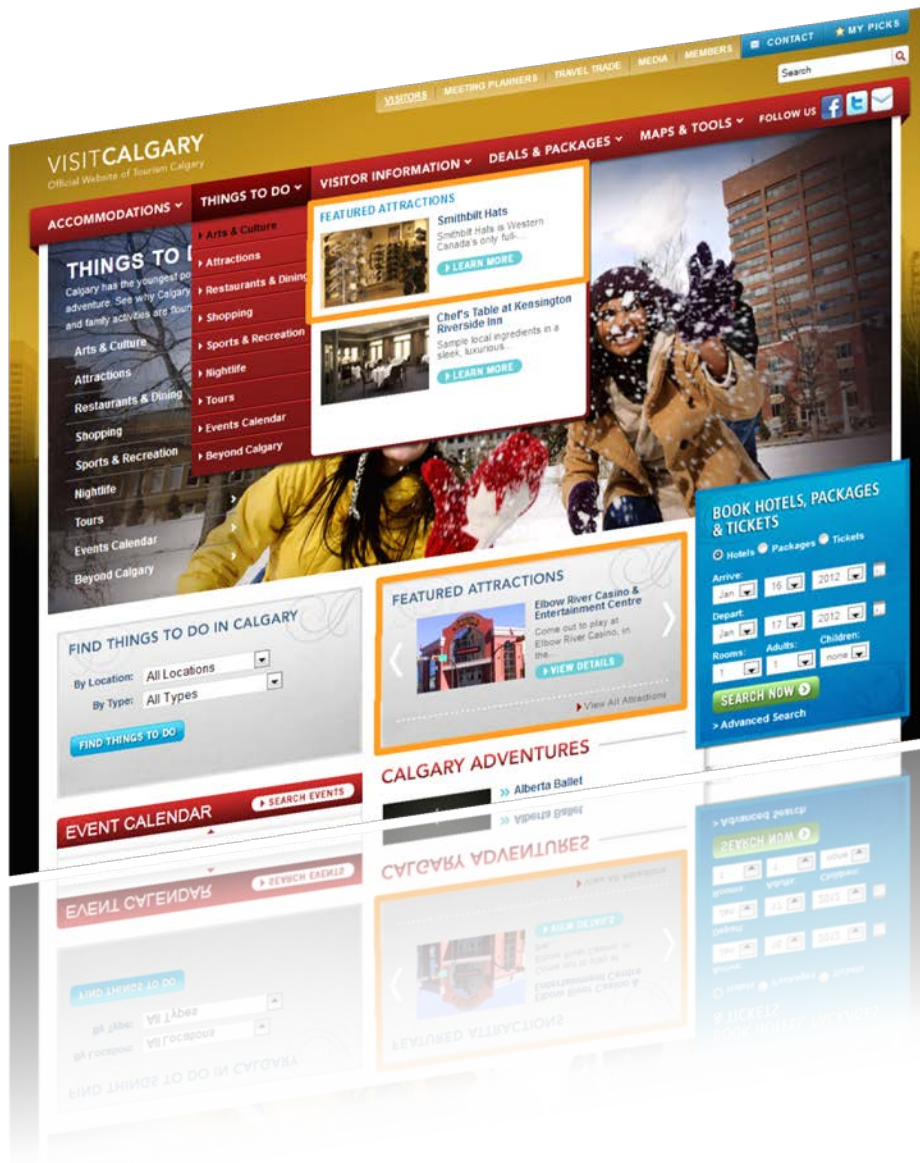 VISITORS
MEETING PLANNERS
TRAVEL TRADE
MEDIA
MEMBERS
CONTACT
MY PICKS
Search
VISITCALGARY
Official Website of Tourism Calgary
ACCOMMODATIONS
THINGS TO DO
VISITOR INFORMATION
DEALS & PACKAGES
MAPS & TOOLS
FOLLOW US
Arts & Culture
Attractions
Restaurants & Dining
Shopping
Sports & Recreation
Nightlife
Tours
Events Calendar
Beyond Calgary
FEATURED ATTRACTIONS
Smithbilt Hats
Smithbilt Hats is Western
Canada's only full-...
LEARN MORE
Chef's Table at Kensington
Riverside Inn
Sample local ingredients in a
sleek, luxurious...
LEARN MORE
THINGS TO
Calgary has the youngest
adventure. See why Calgary
and family activities are
Arts & Culture
Attractions
Restaurants & Dining
Shopping
Sports & Recreation
Nightlife
Tours
Events Calendar
Beyond Calgary
FIND THINGS TO DO IN CALGARY
By Location: All Locations
By Type: All Types
FIND THINGS TO DO
FEATURED ATTRACTIONS
Elbow River Casino &
Entertainment Centre
Come out to play at
Elbow River Casino, in
the...
VIEW DETAILS
View All Attractions
BOOK HOTELS, PACKAGES
& TICKETS
Hotels Packages Tickets
Arrive:
Jan 16 2012
Depart:
Jan 17 2012
Rooms: Adults: Children:
1 1 none
SEARCH NOW
> Advanced Search
EVENT CALENDAR
SEARCH EVENTS
CALGARY ADVENTURES
Alberta Ballet